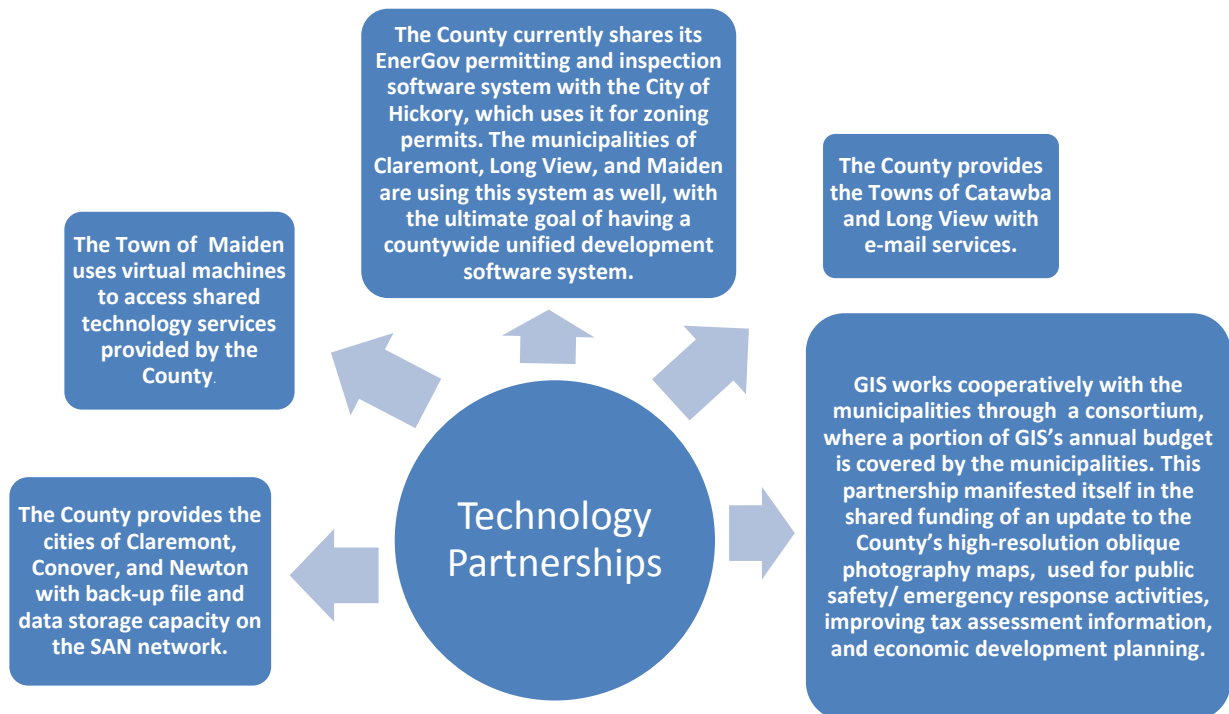 The County currently shares its
EnerGov permitting and inspection
software system with the City of
Hickory, which uses it for zoning
permits. The municipalities of
Claremont, Long View, and Maiden
are using this system as well, with
the ultimate goal of having a
countywide unified development
software system.
The County provides
the Towns of Catawba
and Long View with
e-mail services.
The Town of Maiden
uses virtual machines
to access shared
technology services
provided by the
County.
GIS works cooperatively with the
municipalities through a consortium,
where a portion of GIS's annual budget
is covered by the municipalities. This
partnership manifested itself in the
shared funding of an update to the
County's high-resolution oblique
photography maps, used for public
safety/ emergency response activities,
improving tax assessment information,
and economic development planning.
The County provides the
cities of Claremont,
Conover, and Newton
with back-up file and
data storage capacity on
the SAN network.
Technology
Partnerships